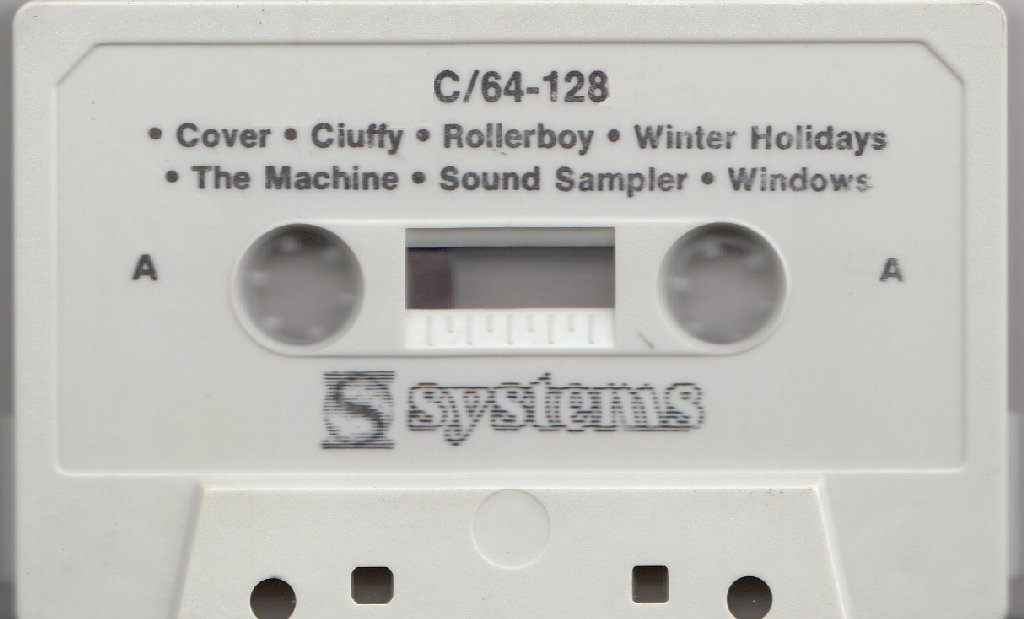 C/64-128
• Cover • Ciuffy • Rollerboy • Winter Holidays
• The Machine • Sound Sampler • Windows
A A
S systems